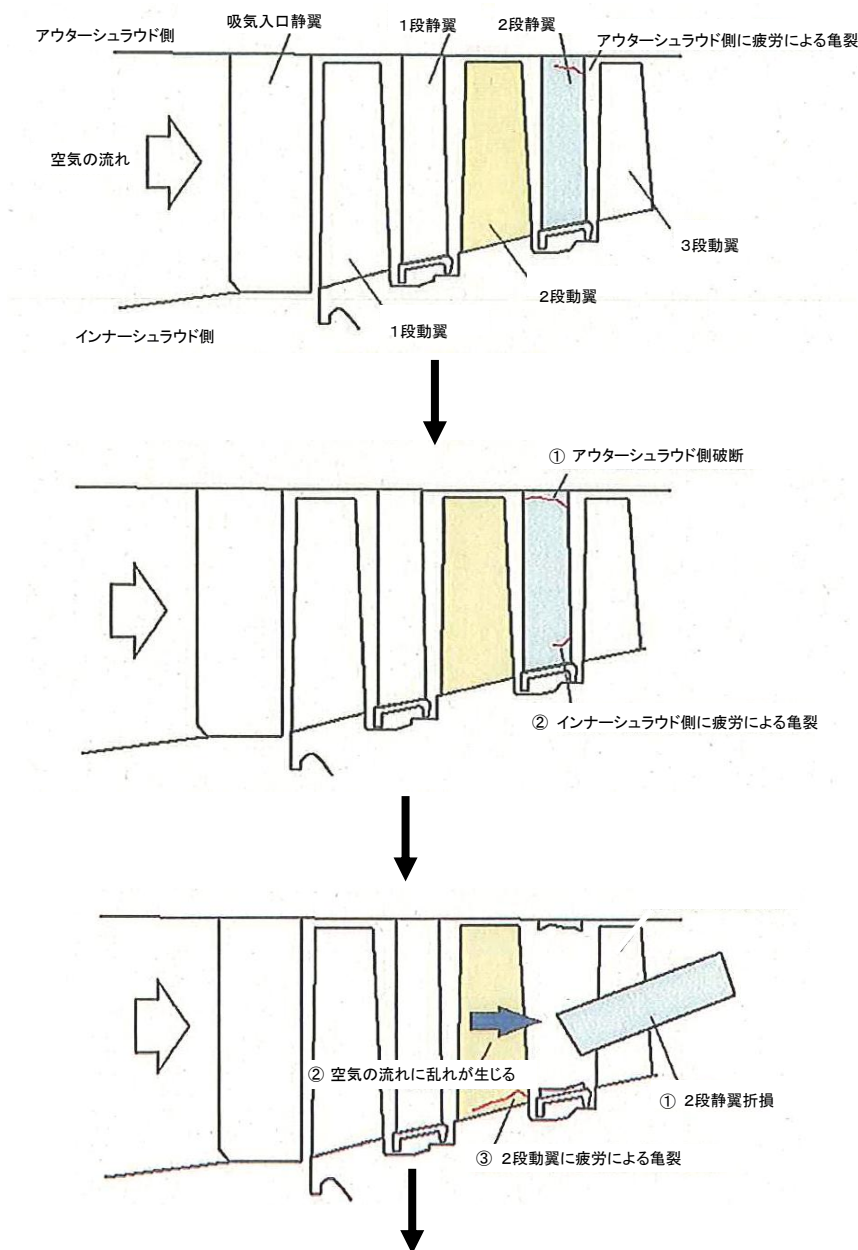 吸気入口静翼
1段静翼
2段静翼
アウターシュラウド側
アウターシュラウド側に疲労による亀裂
空気の流れ
3段動翼
2段動翼
インナーシュラウド側
1段動翼
① アウターシュラウド側破断
② インナーシュラウド側に疲労による亀裂
② 空気の流れに乱れが生じる
① 2段静翼折損
③ 2段動翼に疲労による亀裂